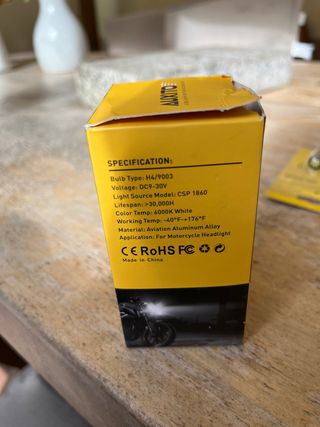 AUXITO
SPECIFICATION:
Bulb Type: H4/9003
Voltage: DC9-30V
Light Source Model: CSP 1860
Lifespan: >30,000H
Color Temp: 6000K White
Working Temp: -40°F~+176°F
Material: Aviation Aluminum Alloy
Application: For Motorcycle Headlight
CE RoHS FC
Made in China